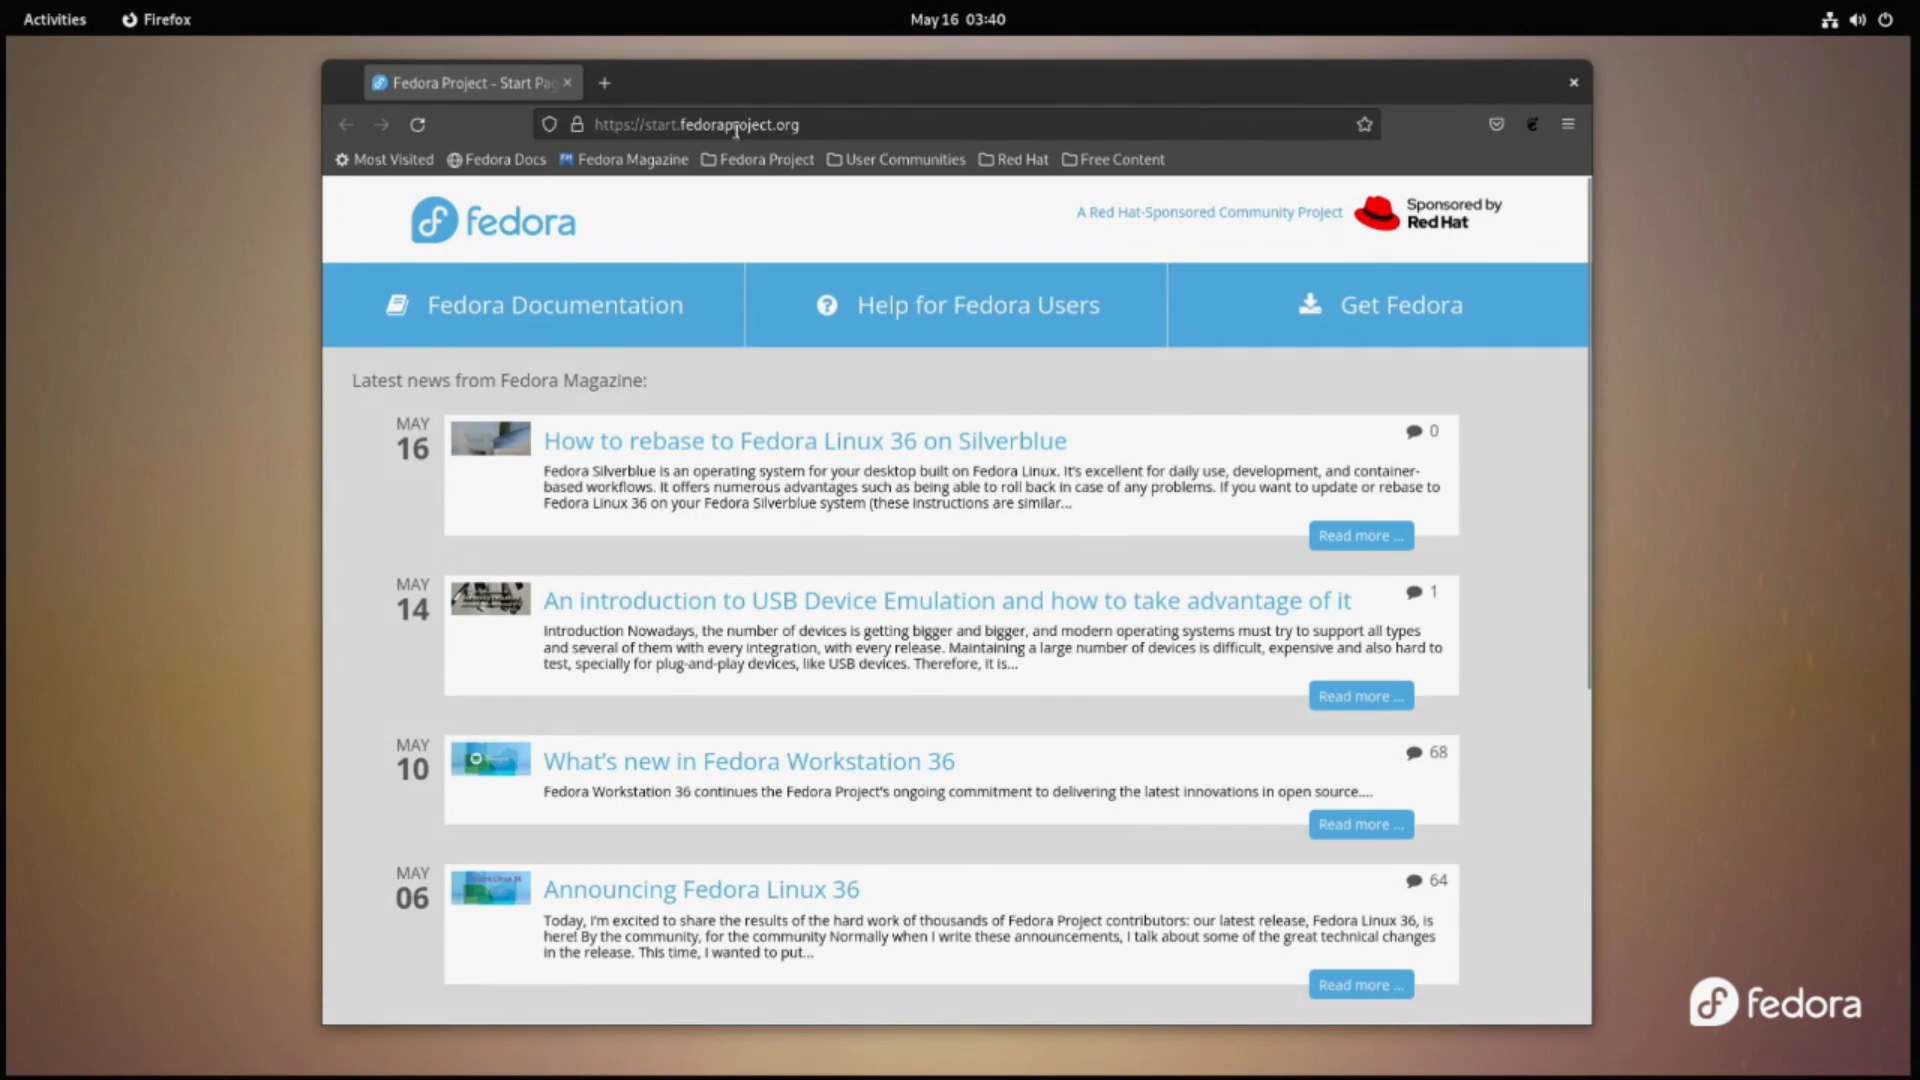 Activities Firefox May 16 03:40
Fedora Project - Start Pag
https://start.fedoraproject.org
Most Visited Fedora Docs Fedora Magazine Fedora Project User Communities Red Hat Free Content
fedora
A Red Hat-Sponsored Community Project
Sponsored by
Red Hat
Fedora Documentation
Help for Fedora Users
Get Fedora
Latest news from Fedora Magazine:
MAY
16
How to rebase to Fedora Linux 36 on Silverblue
0
Fedora Silverblue is an operating system for your desktop built on Fedora Linux. It's excellent for daily use, development, and container-
based workflows. It offers numerous advantages such as being able to roll back in case of any problems. If you want to update or rebase to
Fedora Linux 36 on your Fedora Silverblue system (these instructions are similar...
Read more ...
MAY
14
An introduction to USB Device Emulation and how to take advantage of it
1
Introduction Nowadays, the number of devices is getting bigger and bigger, and modern operating systems must try to support all types
and several of them with every integration, with every release. Maintaining a large number of devices is difficult, expensive and also hard to
test, specially for plug-and-play devices, like USB devices. Therefore, it is...
Read more ...
MAY
10
What's new in Fedora Workstation 36
68
Fedora Workstation 36 continues the Fedora Project's ongoing commitment to delivering the latest innovations in open source....
Read more ...
MAY
06
Announcing Fedora Linux 36
64
Today, I'm excited to share the results of the hard work of thousands of Fedora Project contributors: our latest release, Fedora Linux 36, is
here! By the community, for the community Normally when I write these announcements, I talk about some of the great technical changes
in the release. This time, I wanted to put...
Read more ...
fedora